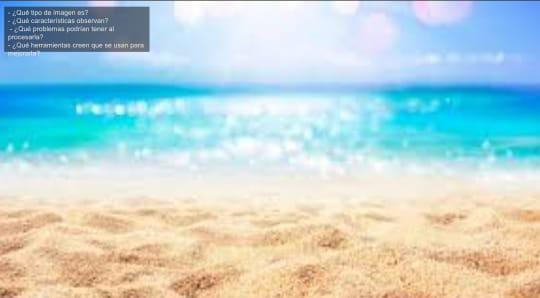 - ¿Qué tipo de imagen es?
- ¿Qué características observan?
- ¿Qué problemas podrían tener al
procesarla?
- ¿Qué herramientas creen que se usan para
mejorarla?